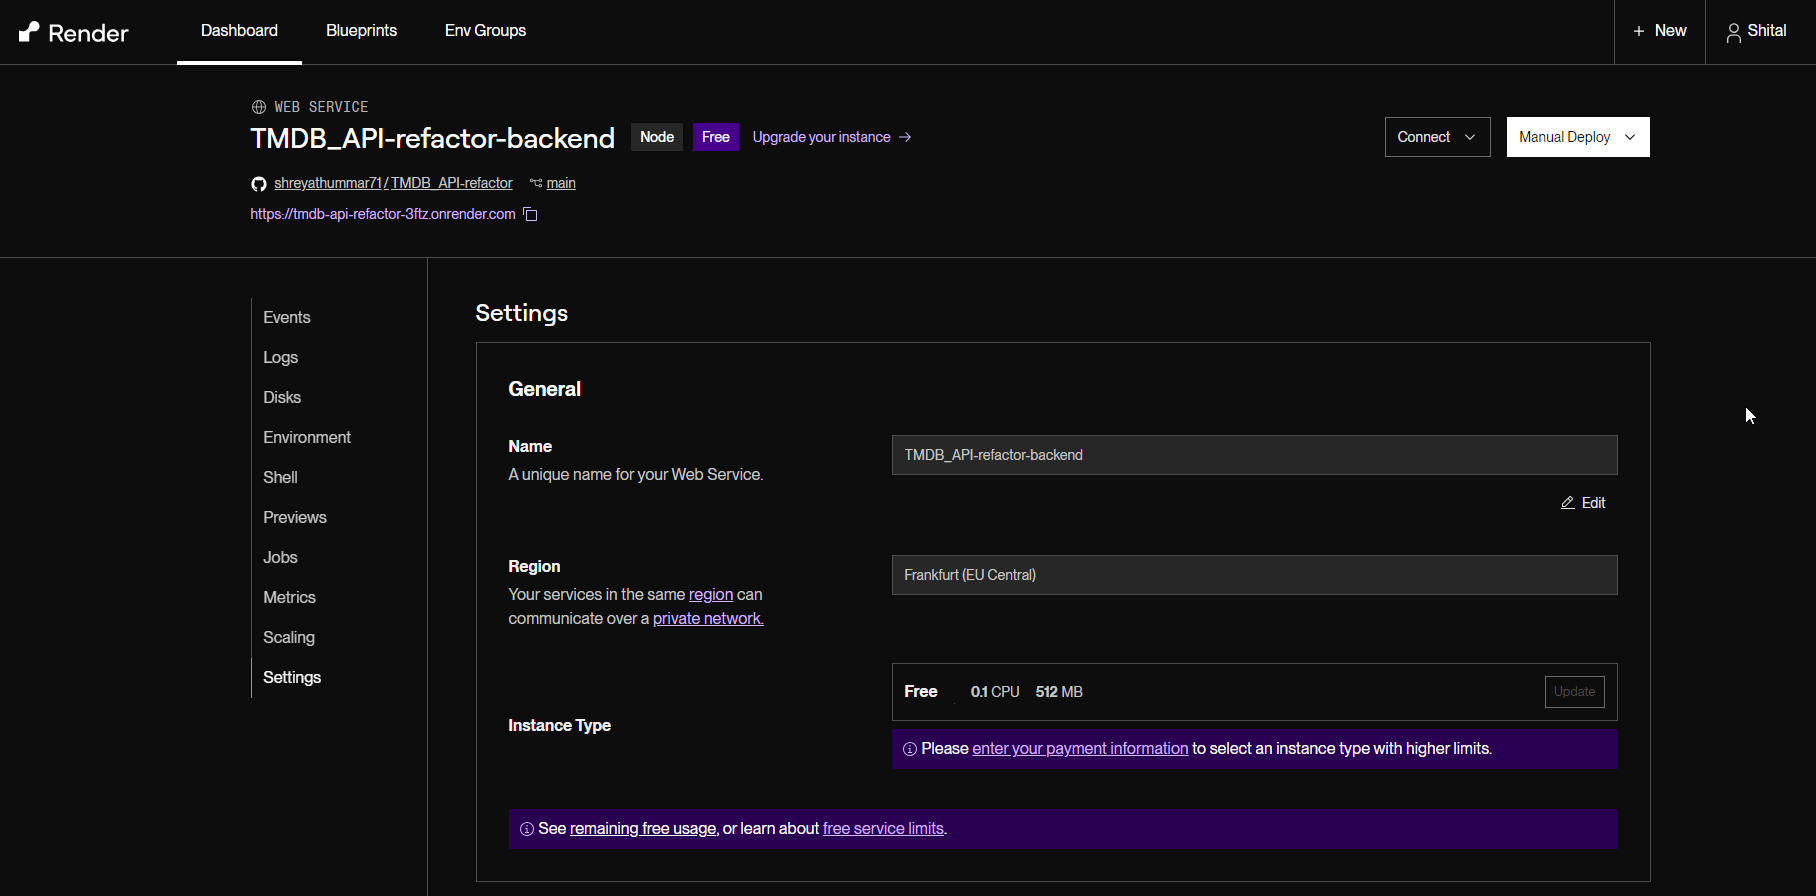 Render
Dashboard
Blueprints
Env Groups
+ New
Shital
WEB SERVICE
TMDB_API-refactor-backend
Node
Free
Upgrade your instance →
Connect
Manual Deploy
shreyathummar71/TMDB_API-refactor
main
https://tmdb-api-refactor-3ftz.onrender.com
Events
Logs
Disks
Environment
Shell
Previews
Jobs
Metrics
Scaling
Settings
Settings
General
Name
A unique name for your Web Service.
TMDB_API-refactor-backend
Edit
Region
Your services in the same region can
communicate over a private network.
Frankfurt (EU Central)
Instance Type
Free 0.1 CPU 512 MB
Update
Please enter your payment information to select an instance type with higher limits.
See remaining free usage, or learn about free service limits.